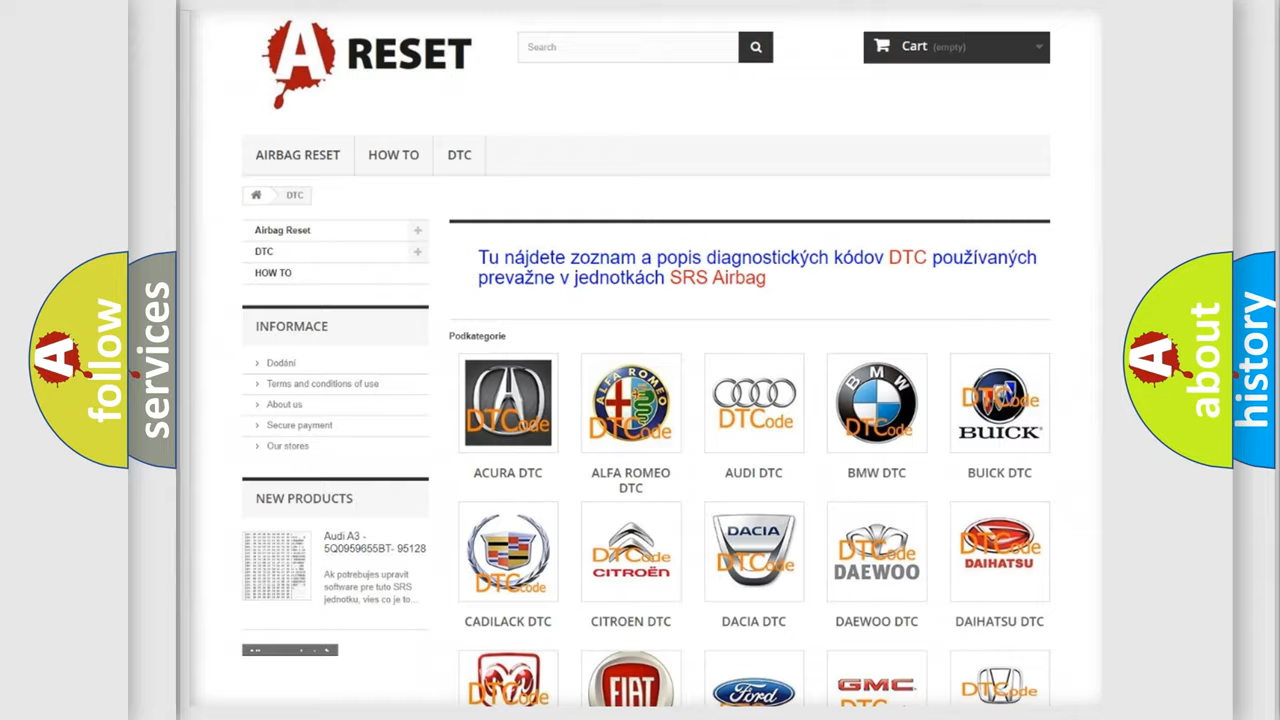 A RESET
Search
Cart (empty)
AIRBAG RESET
HOW TO
DTC
DTC
Airbag Reset
DTC
HOW TO
INFORMACE
Dodání
Terms and conditions of use
About us
Secure payment
Our stores
NEW PRODUCTS
Audi A3 -
5Q0959655BT- 95128
Ak potrebujes upravit
software pre tuto SRS
jednotku, vies co je to...
Tu nájdete zoznam a popis diagnostických kódov DTC používaných
prevažne v jednotkách SRS Airbag
Podkategorie
DTCode
ALFA ROMEO
DTCode
DTCode
BMW
DTCode
DTCode
BUICK
ACURA DTC
ALFA ROMEO
DTC
AUDI DTC
BMW DTC
BUICK DTC
DTCode
DTCode
CITROËN
DACIA
DTCode
DTCode
DAEWOO
DTCode
DAIHATSU
CADILACK DTC
CITROEN DTC
DACIA DTC
DAEWOO DTC
DAIHATSU DTC
DTCode
FIAT
Ford
GMC
DTCode
A follow
services
A about
history